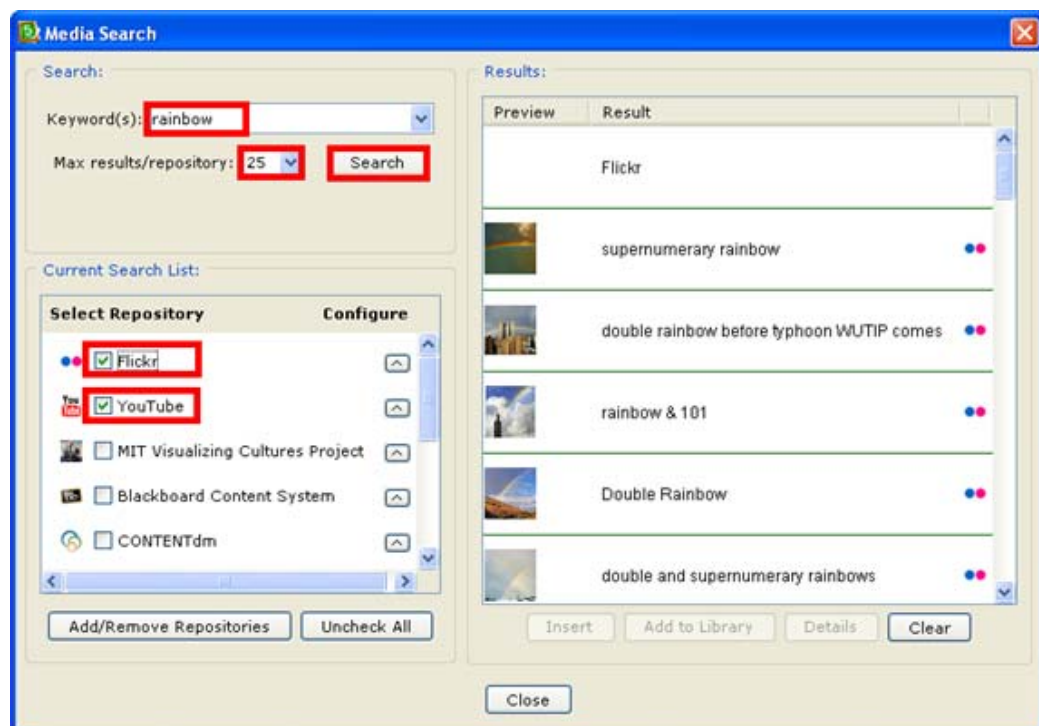 Media Search
Search:
Keyword(s): rainbow
Max results/repository: 25 Search
Current Search List:
Select Repository Configure
Flickr
You Tube YouTube
MIT Visualizing Cultures Project
Blackboard Content System
CONTENTdm
Add/Remove Repositories Uncheck All
Results:
Preview Result
Flickr
supernumerary rainbow
double rainbow before typhoon WUTIP comes
rainbow & 101
Double Rainbow
double and supernumerary rainbows
Insert Add to Library Details Clear
Close